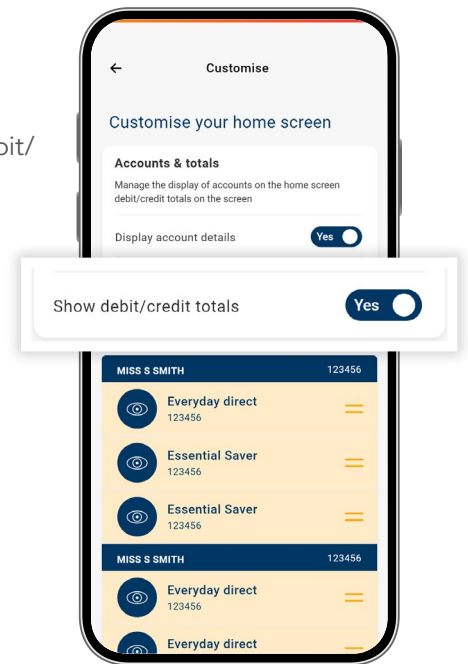 Customise
Customise your home screen
bit/
Accounts & totals
Manage the display of accounts on the home screen
debit/credit totals on the screen
Display account details Yes
Show debit/credit totals Yes
MISS S SMITH 123456
Everyday direct
123456
Essential Saver
123456
Essential Saver
123456
MISS S SMITH 123456
Everyday direct
123456
Everyday direct